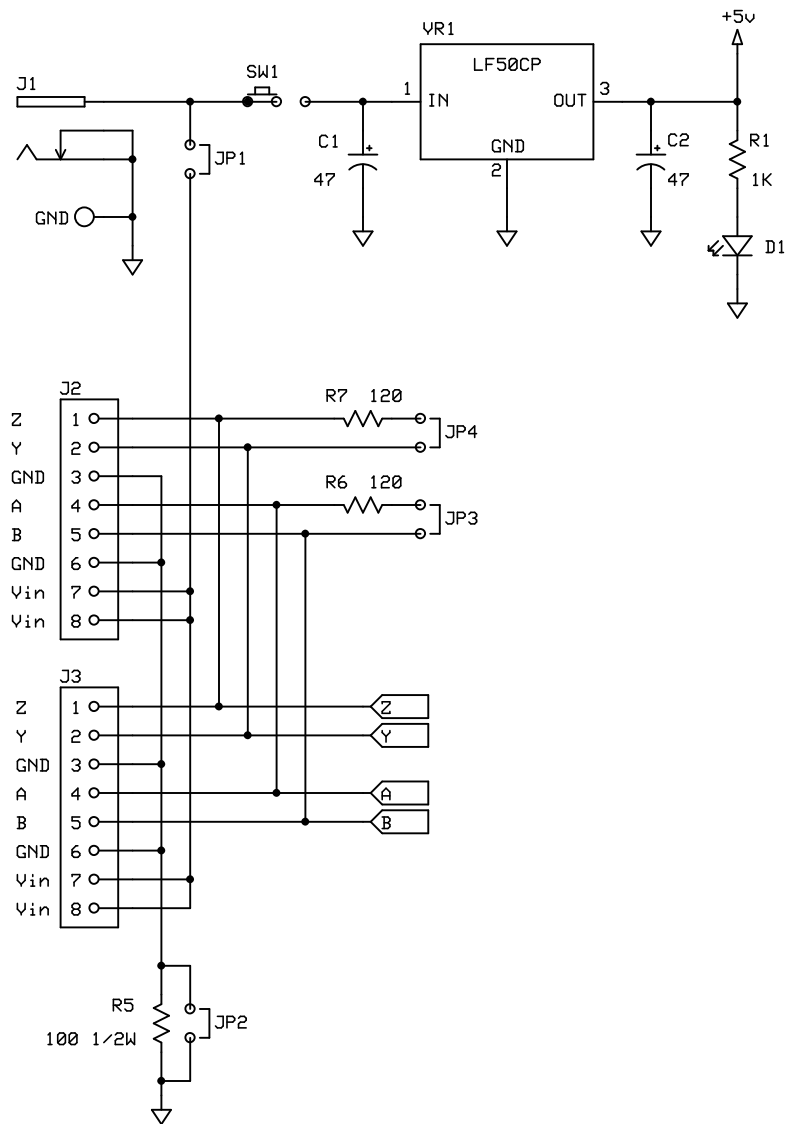 +5v
VR1
LF50CP
J1
SW1
1 IN OUT 3
C1 + 47
GND
2
C2 + 47
R1
1K
JP1
GND
D1
J2
R7 120
Z 1
Y 2
JP4
GND 3
R6 120
A 4
B 5
JP3
GND 6
Vin 7
Vin 8
J3
Z 1 Z
Y 2 Y
GND 3
A 4 A
B 5 B
GND 6
Vin 7
Vin 8
R5
100 1/2W
JP2